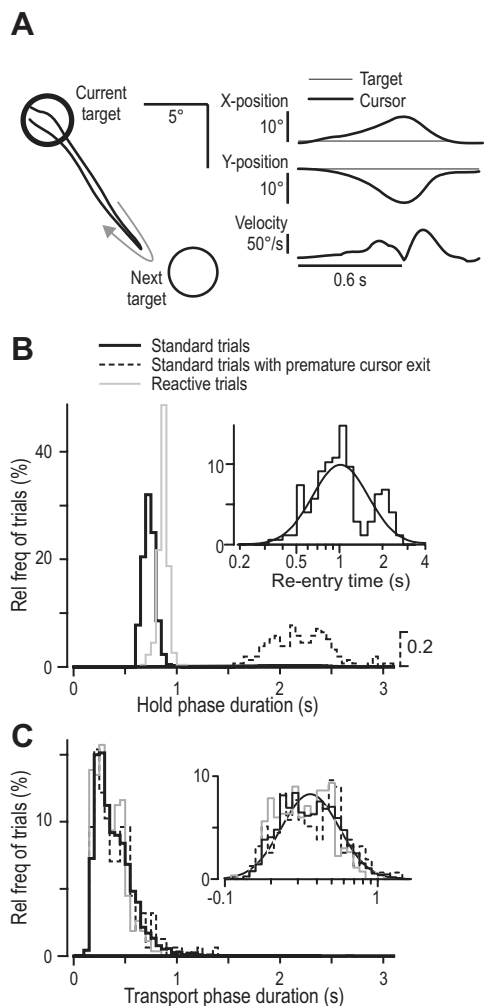 A
Current
target
5°
Next
target
Target
Cursor
X-position
10°
Y-position
10°
Velocity
50°/s
0.6 s
B
Standard trials
Standard trials with premature cursor exit
Reactive trials
Rel freq of trials (%)
40
20
0
0 1 2 3
Hold phase duration (s)
0.2
10
0
0.2 0.5 1 2 4
Re-entry time (s)
C
Rel freq of trials (%)
10
0
0 1 2 3
Transport phase duration (s)
10
0
-0.1 1